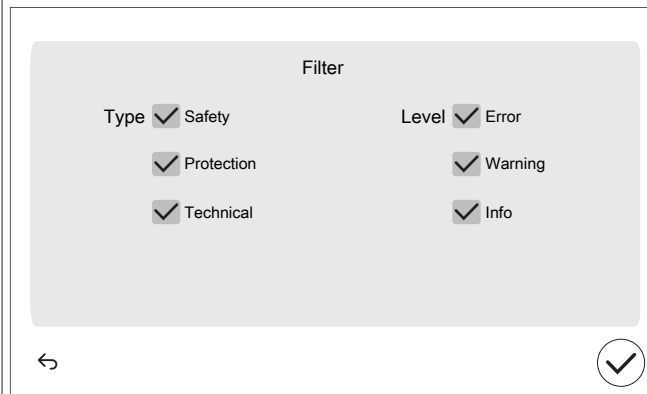 Filter
Type Safety Level Error
Protection Warning
Technical Info